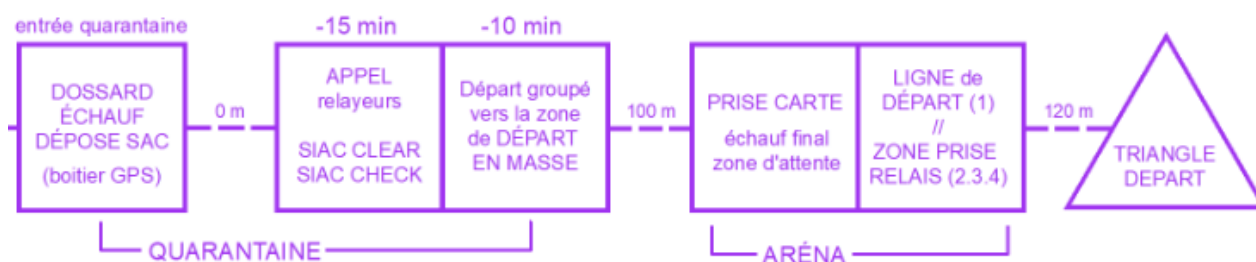 entrée quarantaine
DOSSARD
ÉCHAUF
DÉPOSE SAC
(boitier GPS)
0 m
-15 min
APPEL
relayeurs
SIAC CLEAR
SIAC CHECK
-10 min
Départ groupé
vers la zone
de DÉPART
EN MASSE
100 m
PRISE CARTE
échauf final
zone d'attente
LIGNE de
DÉPART (1)
//
ZONE PRISE
RELAIS (2.3.4)
120 m
TRIANGLE
DEPART
QUARANTAINE
ARÉNA